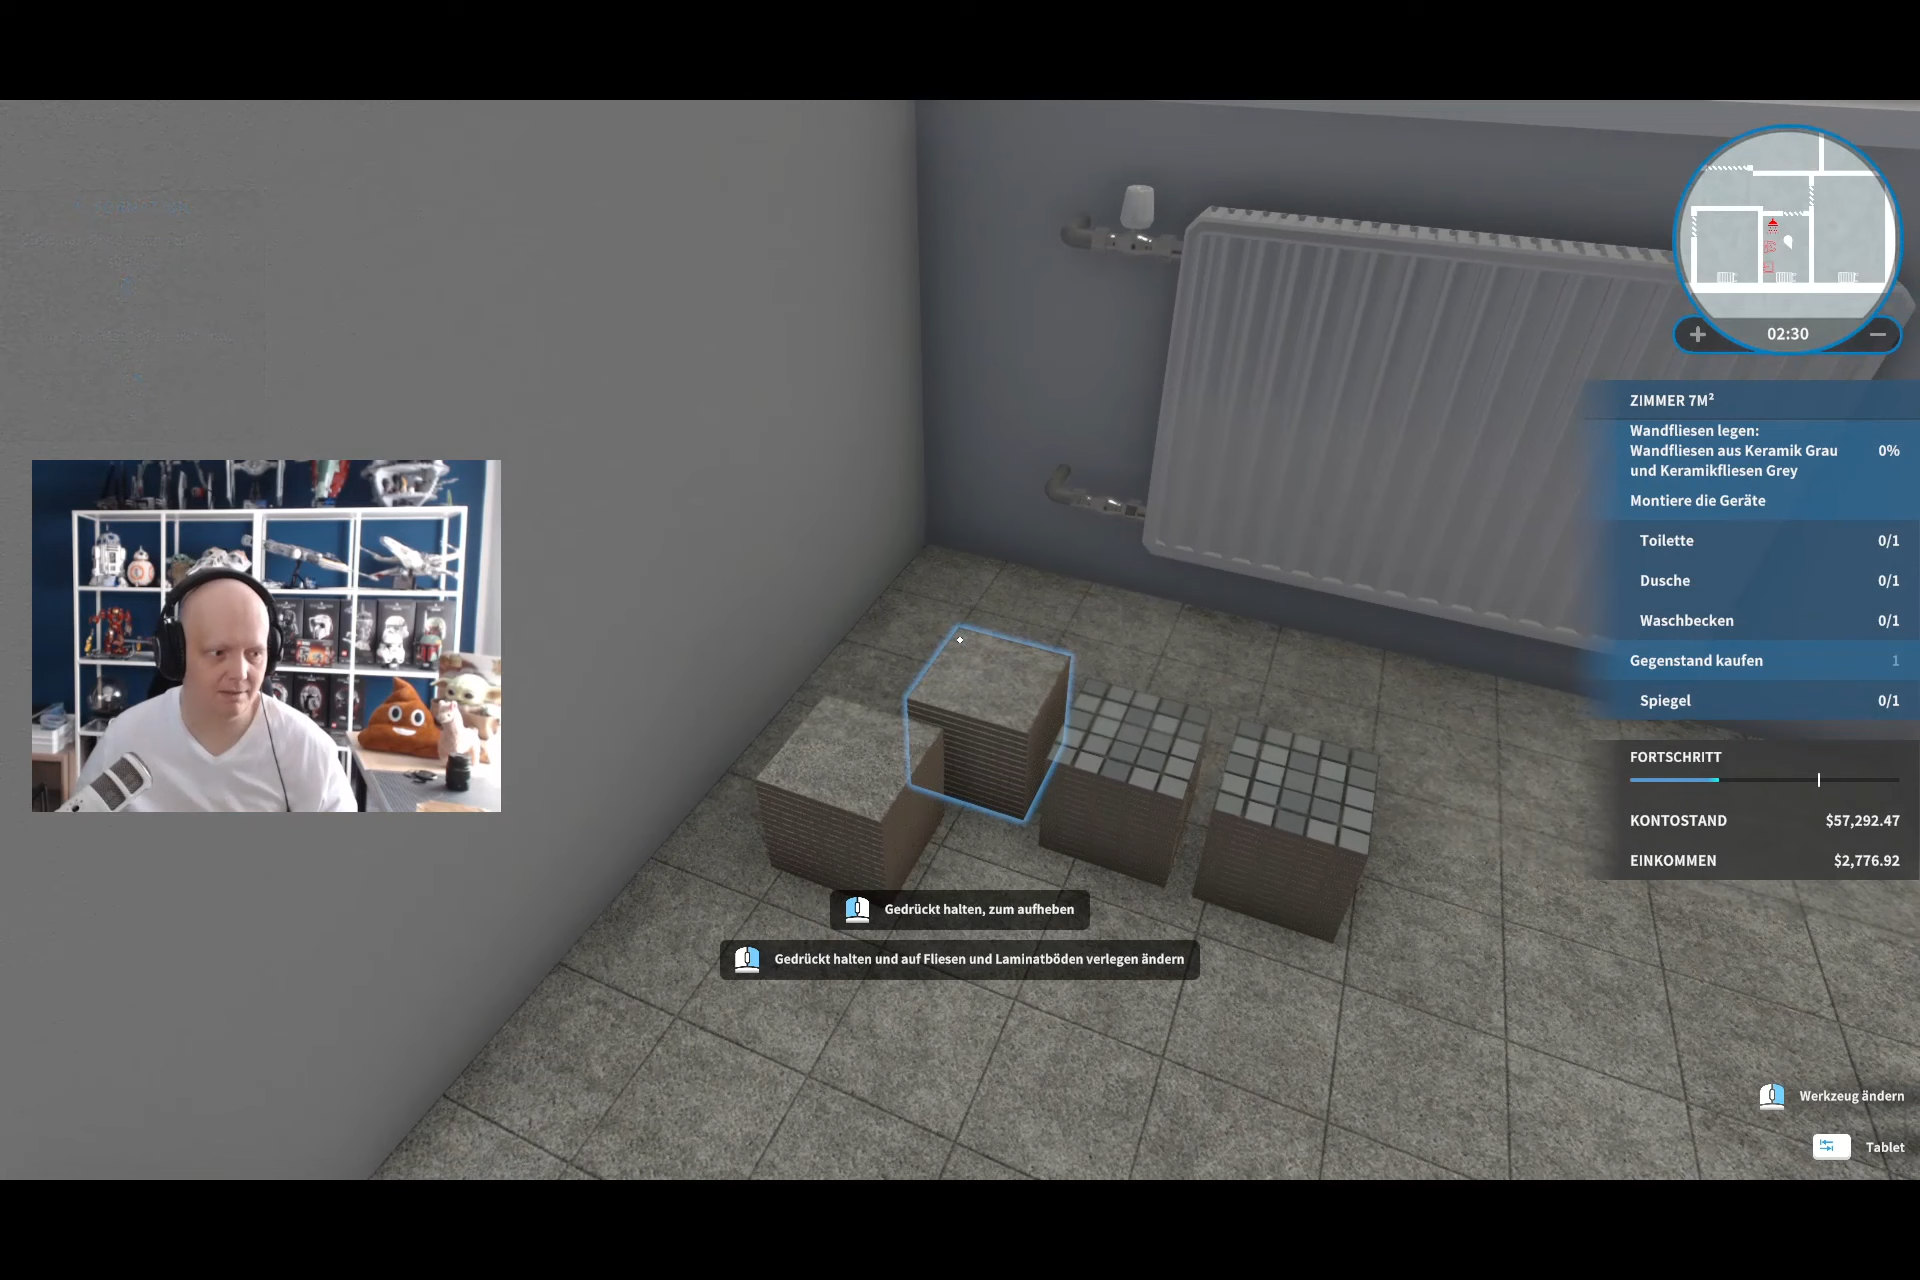 02:30
ZIMMER 7M²
Wandfliesen legen:
Wandfliesen aus Keramik Grau 0%
und Keramikfliesen Grey
Montiere die Geräte
Toilette 0/1
Dusche 0/1
Waschbecken 0/1
Gegenstand kaufen 1
Spiegel 0/1
FORTSCHRITT
KONTOSTAND $57,292.47
EINKOMMEN $2,776.92
Gedrückt halten, zum aufheben
Gedrückt halten und auf Fliesen und Laminatböden verlegen ändern
Werkzeug ändern
Tablet